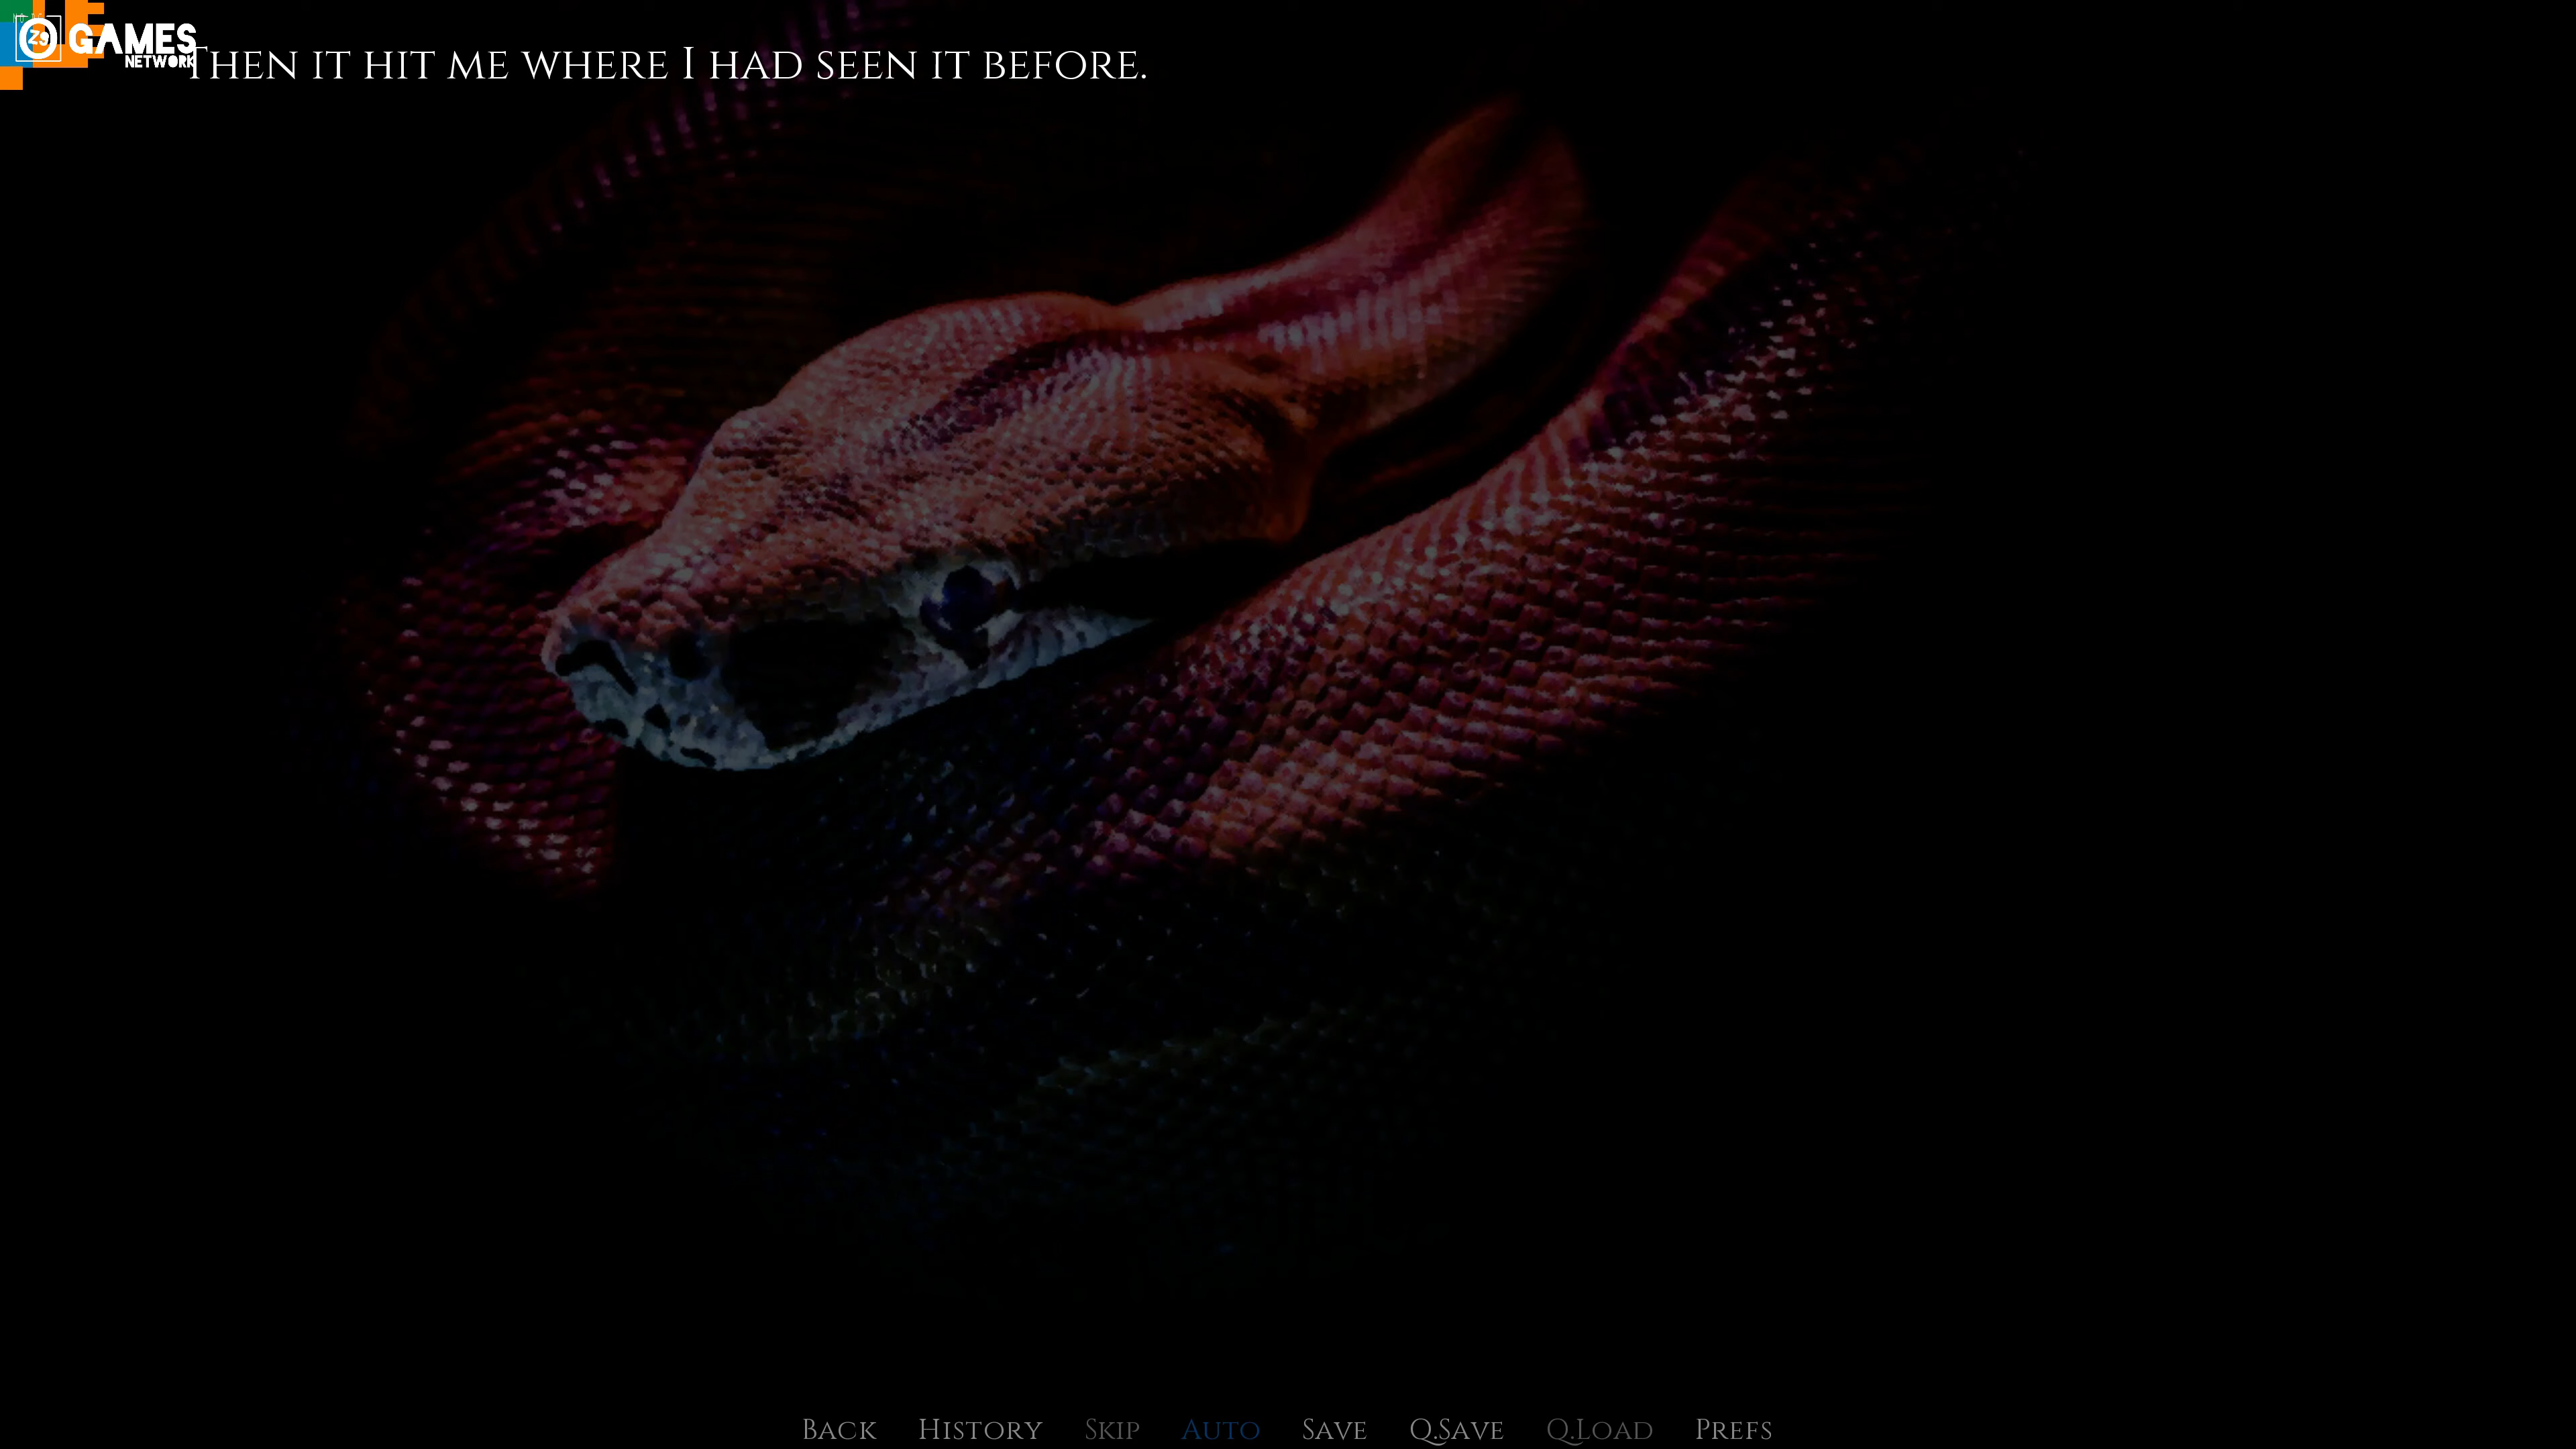 Z9 GAMES
NETWORK
Then it hit me where I had seen it before.
Back History Skip Auto Save Q.Save Q.Load Prefs